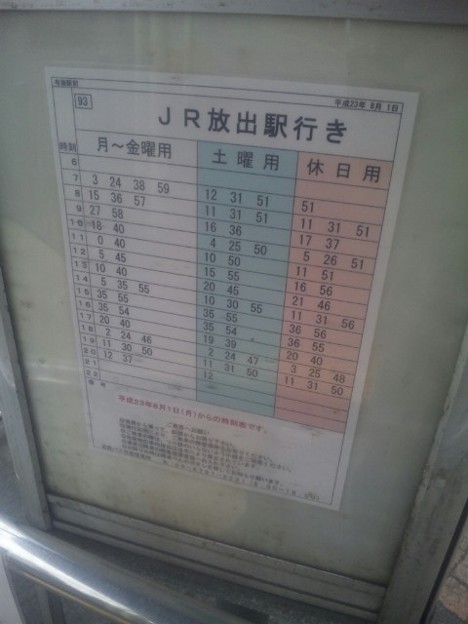 93
平成23年 8月 1日
JR放出駅行き
時刻 月～金曜用 土曜用 休日用
6
7 3 24 38 59 12 31 51 51
8 15 36 57 11 31 51 11 31 51
9 27 58 16 36 17 37
10 18 40 4 25 50 5 26 51
11 0 40 10 50 11 51
12 5 45 15 55 16 56
13 10 40 20 45 21 46
14 5 35 55 10 30 55 11 31 56
15 35 55 35 55 36 56
16 35 54 35 54 36 55
17 20 40 19 39 20 40
18 2 24 46 2 24 47 3 25 48
19 11 30 50 11 31 50 11 31 50
20 12 37 12
21
22
平成23年8月1日(月)からの時刻表です。